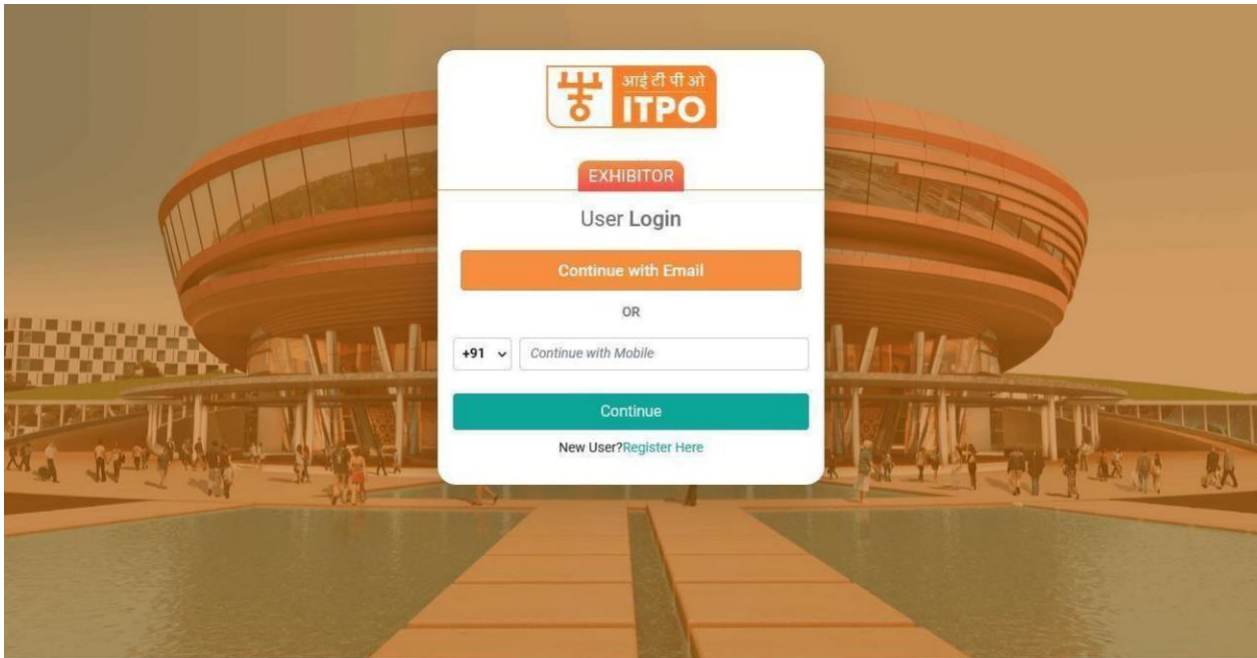 आई टी पी ओ
ITPO
EXHIBITOR
User Login
Continue with Email
OR
+91 Continue with Mobile
Continue
New User?Register Here